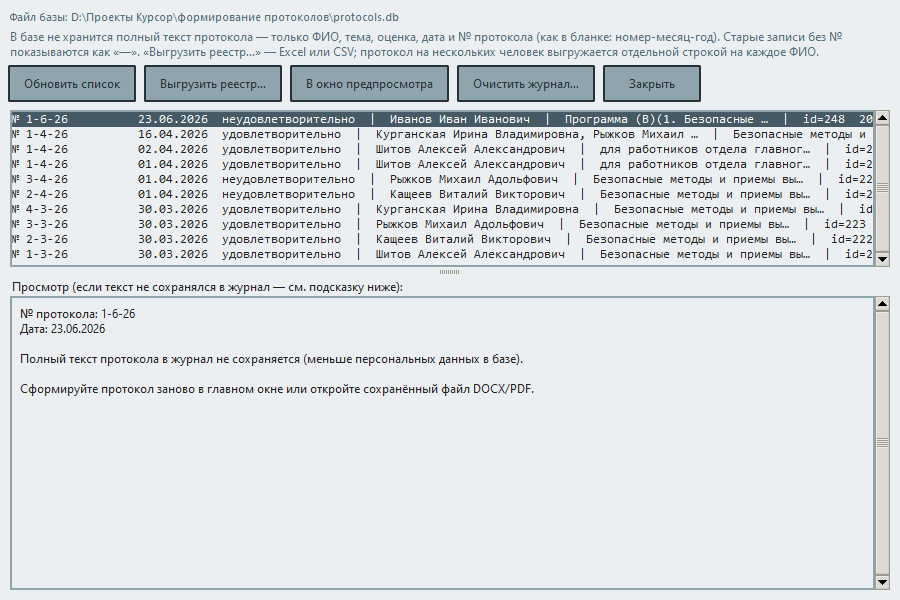 Файл базы: D:\Проекты Курсор\формирование протоколов\protocols.db
В базе не хранится полный текст протокола — только ФИО, тема, оценка, дата и № протокола (как в бланке: номер-месяц-год). Старые записи без №
показываются как «—». «Выгрузить реестр…» — Excel или CSV; протокол на нескольких человек выгружается отдельной строкой на каждое ФИО.
Обновить список Выгрузить реестр... В окно предпросмотра Очистить журнал... Закрыть
№ 1-6-26 23.06.2026 неудовлетворительно | Иванов Иван Иванович | Программа (В)(1. Безопасные … | id=248 20
№ 1-4-26 16.04.2026 удовлетворительно | Курганская Ирина Владимировна, Рыжков Михаил … | Безопасные методы и
№ 1-4-26 02.04.2026 удовлетворительно | Шитов Алексей Александрович | для работников отдела главног… | id=2
№ 1-4-26 01.04.2026 удовлетворительно | Шитов Алексей Александрович | для работников отдела главног… | id=2
№ 3-4-26 01.04.2026 неудовлетворительно | Рыжков Михаил Адольфович | Безопасные методы и приемы вы… | id=22
№ 2-4-26 01.04.2026 неудовлетворительно | Кащеев Виталий Викторович | Безопасные методы и приемы вы… | id=2
№ 4-3-26 30.03.2026 удовлетворительно | Курганская Ирина Владимировна | Безопасные методы и приемы вы… | id
№ 3-3-26 30.03.2026 удовлетворительно | Рыжков Михаил Адольфович | Безопасные методы и приемы вы… | id=223
№ 2-3-26 30.03.2026 удовлетворительно | Кащеев Виталий Викторович | Безопасные методы и приемы вы… | id=222
№ 1-3-26 30.03.2026 удовлетворительно | Шитов Алексей Александрович | Безопасные методы и приемы вы… | id=2
Просмотр (если текст не сохранялся в журнал — см. подсказку ниже):
№ протокола: 1-6-26
Дата: 23.06.2026
Полный текст протокола в журнал не сохраняется (меньше персональных данных в базе).
Сформируйте протокол заново в главном окне или откройте сохранённый файл DOCX/PDF.